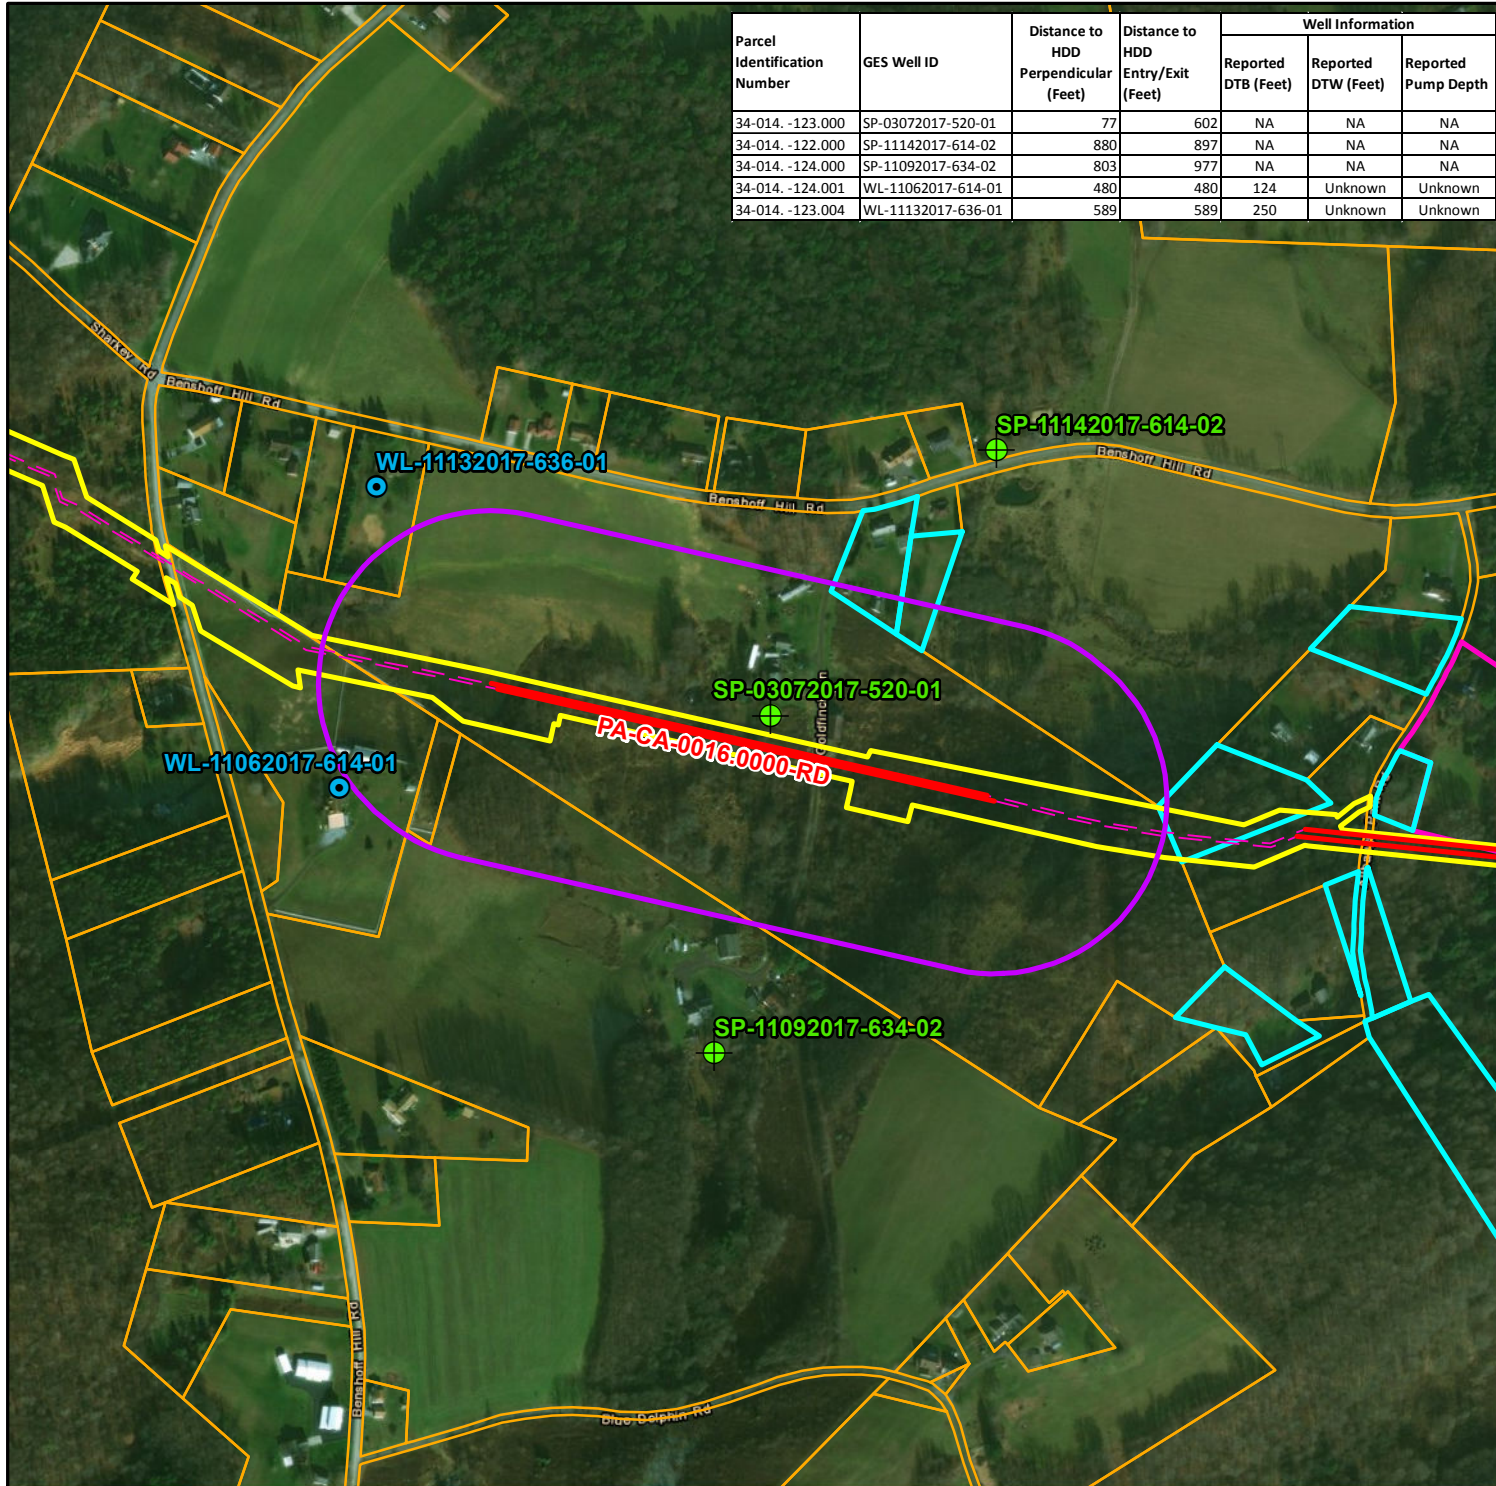 Well Information
Parcel Identification Number GES Well ID Distance to HDD Perpendicular (Feet) Distance to HDD Entry/Exit (Feet) Reported DTB (Feet) Reported DTW (Feet) Reported Pump Depth
34-014. -123.000 SP-03072017-520-01 77 602 NA NA NA
34-014. -122.000 SP-11142017-614-02 880 897 NA NA NA
34-014. -124.000 SP-11092017-634-02 803 977 NA NA NA
34-014. -124.001 WL-11062017-614-01 480 480 124 Unknown Unknown
34-014. -123.004 WL-11132017-636-01 589 589 250 Unknown Unknown
Sharkey Rd
Benshoff Hill Rd
SP-11142017-614-02
Benshoff Hill Rd
WL-11132017-636-01
Benshoff Hill Rd
SP-03072017-520-01
PA-CA-0016.0000-RD
WL-11062017-614-01
SP-11092017-634-02
Benshoff Hill Rd
Blue Dolphin Rd